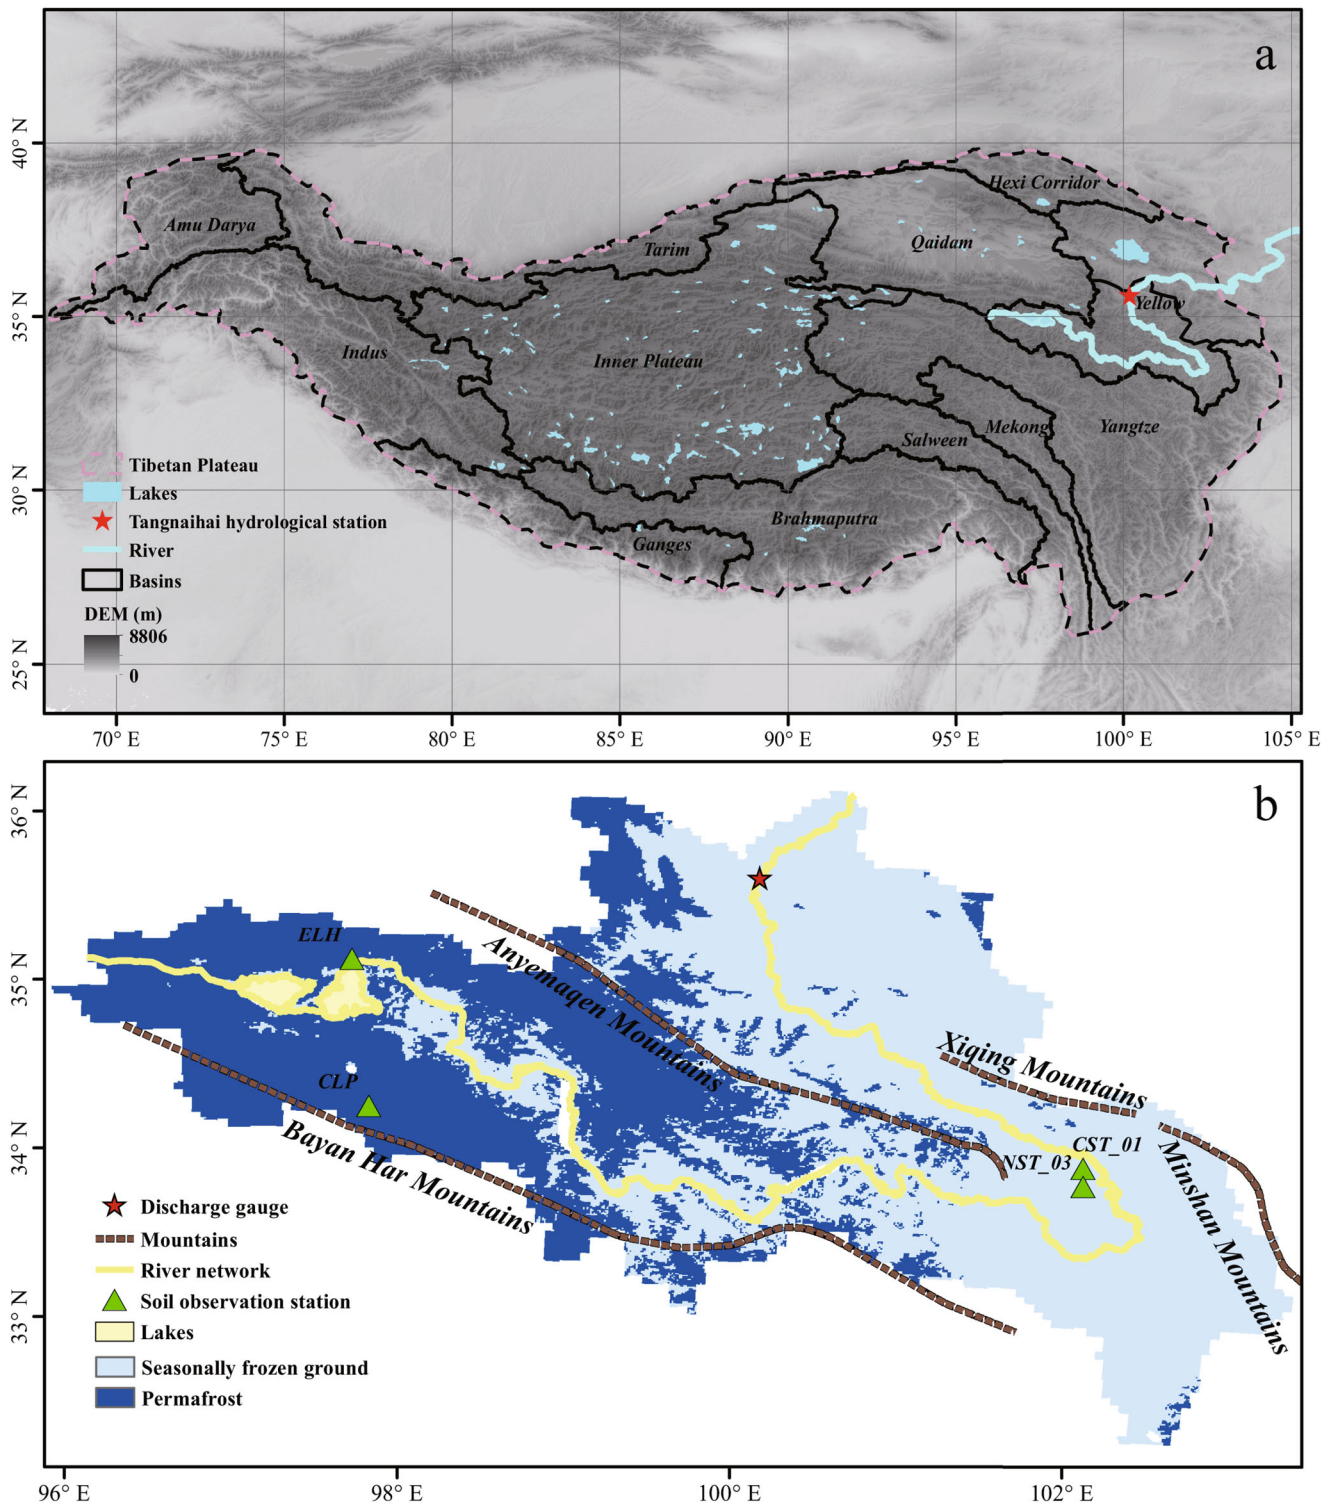 a
40° N
35° N
30° N
25° N
Hexi Corridor
Amu Darya
Tarim
Qaidam
Yellow
Indus
Inner Plateau
Salween
Mekong
Yangtze
Brahmaputra
Ganges
Tibetan Plateau
Lakes
Tangnaihai hydrological station
River
Basins
DEM (m)
8806
0
70° E
75° E
80° E
85° E
90° E
95° E
100° E
105° E
b
36° N
35° N
34° N
33° N
ELH
Anyemaqen Mountains
Xiqing Mountains
CLP
Bayan Har Mountains
CST_01
NST_03
Minshan Mountains
Discharge gauge
Mountains
River network
Soil observation station
Lakes
Seasonally frozen ground
Permafrost
96° E
98° E
100° E
102° E